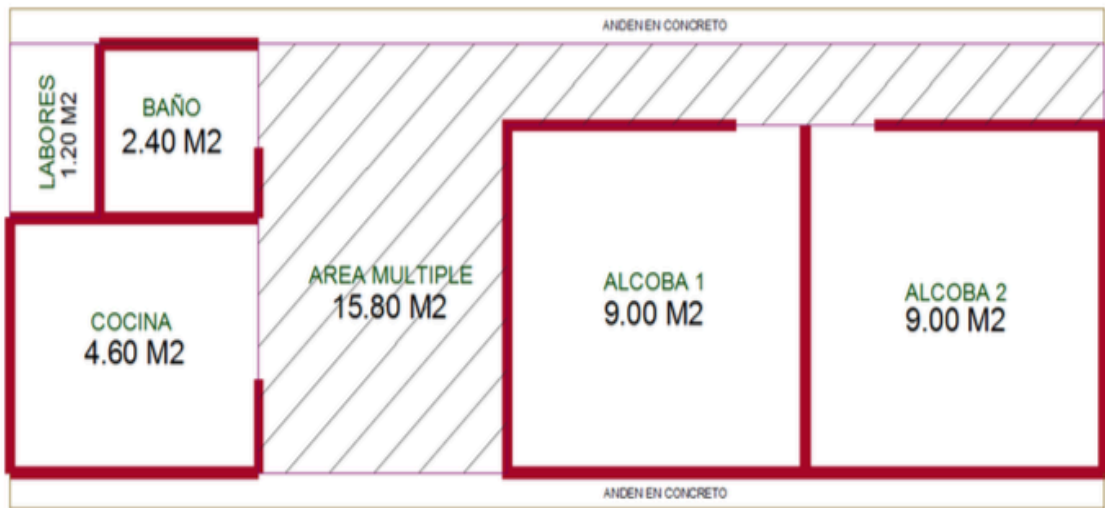 ANDEN EN CONCRETO
LABORES
1.20 M2
BAÑO
2.40 M2
AREA MULTIPLE
15.80 M2
ALCOBA 1
9.00 M2
ALCOBA 2
9.00 M2
COCINA
4.60 M2
ANDEN EN CONCRETO